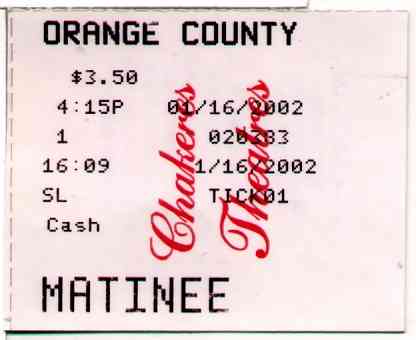 ORANGE COUNTY
$3.50
4:15P 01/16/2002
1 020383
16:09 1/16/2002
SL TICK01
Cash
MATINEE
Chakeres
Theatres